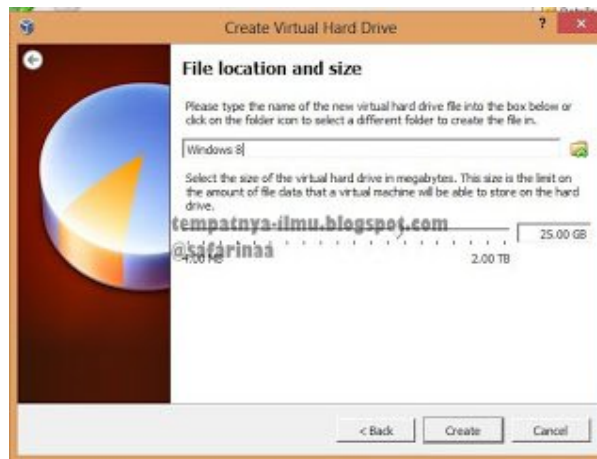 Create Virtual Hard Drive
?
x
File location and size
Please type the name of the new virtual hard drive file into the box below or
click on the folder icon to select a different folder to create the file in.
Windows 8
Select the size of the virtual hard drive in megabytes. This size is the limit on
the amount of file data that a virtual machine will be able to store on the hard
drive.
tempatnya-ilmu.blogspot.com
25.00 GB
@safarinaa
4.00 MB
2.00 TB
< Back
Create
Cancel